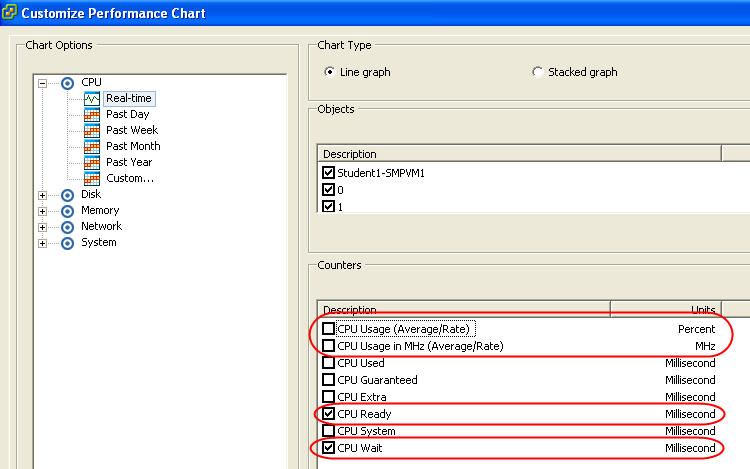 Customize Performance Chart
Chart Options
CPU
Real-time
Past Day
Past Week
Past Month
Past Year
Custom...
Disk
Memory
Network
System
Chart Type
Line graph
Stacked graph
Objects
Description
Student1-SMPVM1
0
1
Counters
Description Units
CPU Usage (Average/Rate) Percent
CPU Usage in MHz (Average/Rate) MHz
CPU Used Millisecond
CPU Guaranteed Millisecond
CPU Extra Millisecond
CPU Ready Millisecond
CPU System Millisecond
CPU Wait Millisecond